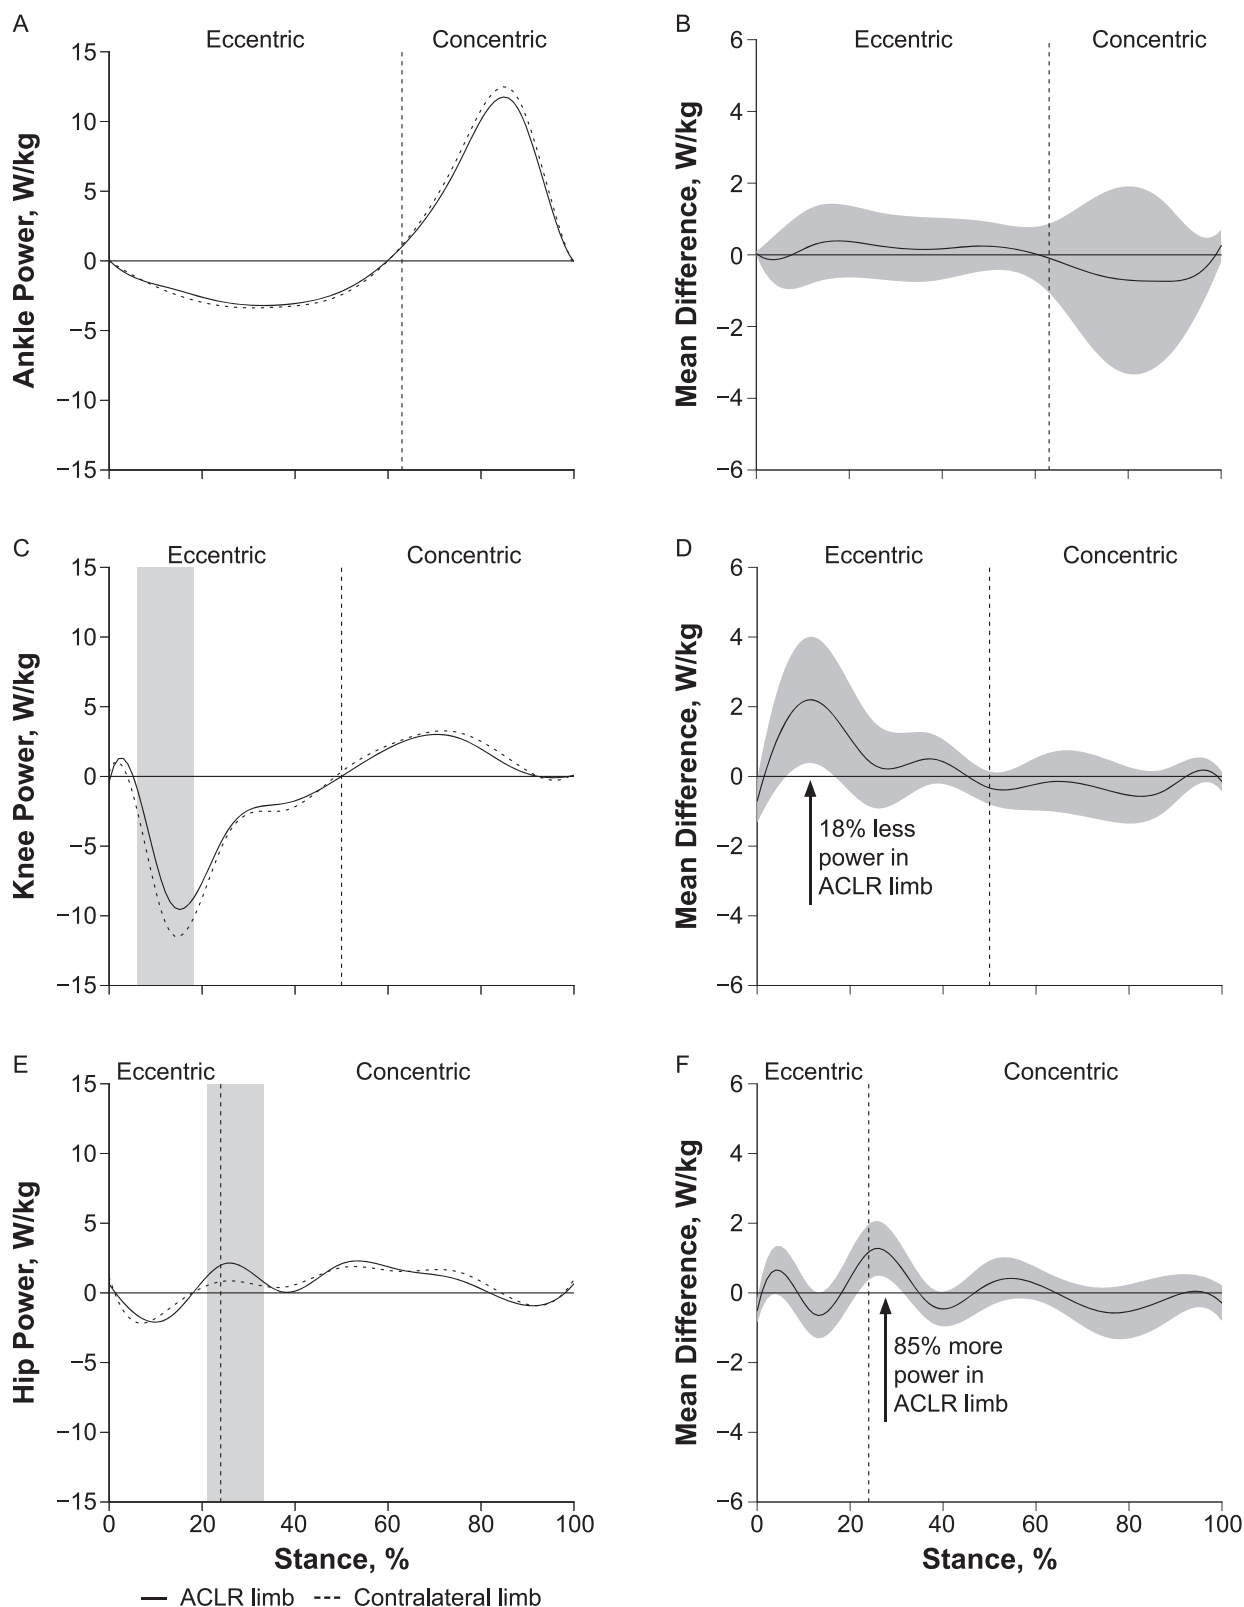 A
Eccentric
Concentric
15
10
5
0
−5
−10
−15
Ankle Power, W/kg
B
Eccentric
Concentric
6
4
2
0
−2
−4
−6
Mean Difference, W/kg
C
Eccentric
Concentric
15
10
5
0
−5
−10
−15
Knee Power, W/kg
D
Eccentric
Concentric
6
4
2
0
−2
−4
−6
Mean Difference, W/kg
18% less
power in
ACLR limb
E
Eccentric
Concentric
15
10
5
0
−5
−10
−15
Hip Power, W/kg
0 20 40 60 80 100
Stance, %
F
Eccentric
Concentric
6
4
2
0
−2
−4
−6
Mean Difference, W/kg
85% more
power in
ACLR limb
0 20 40 60 80 100
Stance, %
ACLR limb Contralateral limb